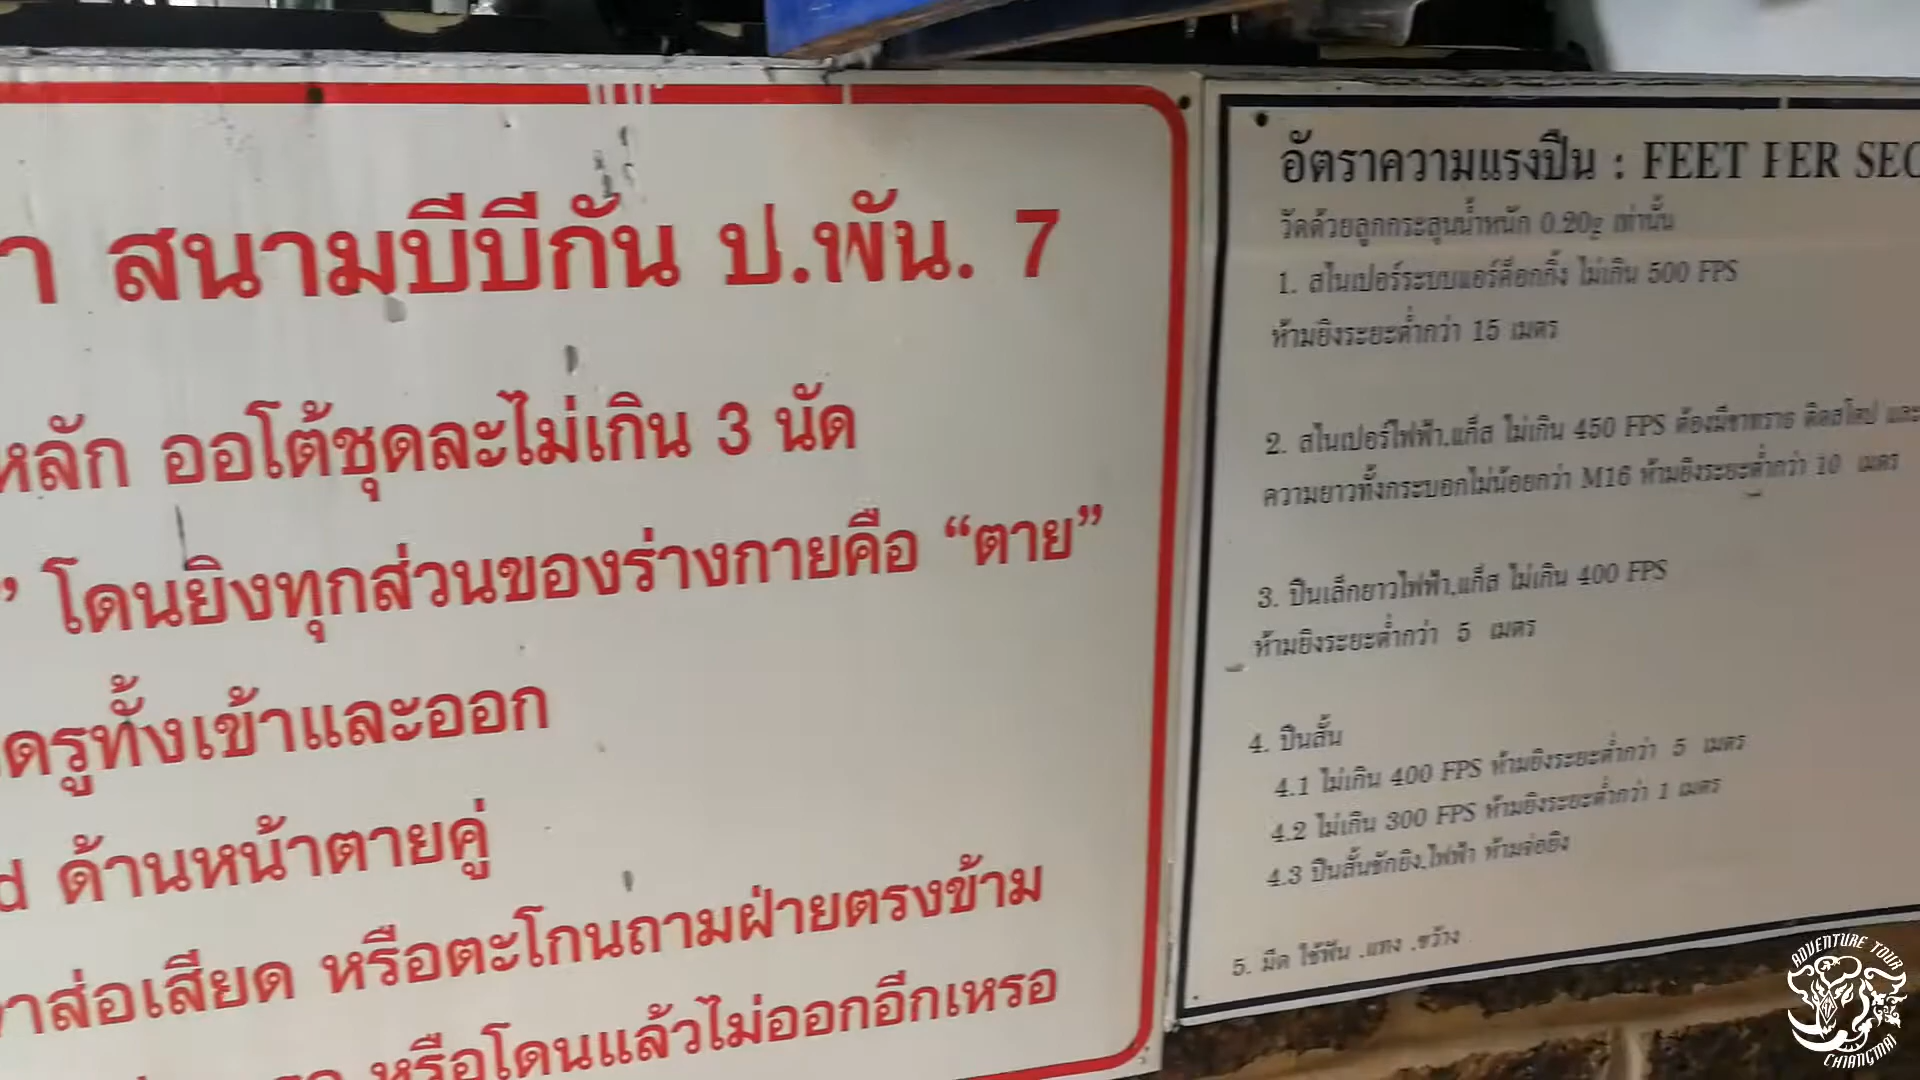 สนามบีบีกัน ป.พัน. 7
หลัก ออโต้ชุดละไม่เกิน 3 นัด
” โดนยิงทุกส่วนของร่างกายคือ “ตาย”
ดรูทั้งเข้าและออก
d ด้านหน้าตายคู่
าส่อเสียด หรือตะโกนถามฝ่ายตรงข้าม
หรือโดนแล้วไม่ออกอีกเหรอ
อัตราความแรงปืน : FEET PER SEC
วัดด้วยลูกกระสุนน้ำหนัก 0.20g เท่านั้น
1. สไนเปอร์ระบบแอร์ค็อกกิ้ง ไม่เกิน 500 FPS
ห้ามยิงระยะต่ำกว่า 15 เมตร
2. สไนเปอร์ไฟฟ้า,แก็ส ไม่เกิน 450 FPS ต้องมีขาทราย ติดสโคป และ
ความยาวทั้งกระบอกไม่น้อยกว่า M16 ห้ามยิงระยะต่ำกว่า 10 เมตร
3. ปืนเล็กยาวไฟฟ้า,แก็ส ไม่เกิน 400 FPS
ห้ามยิงระยะต่ำกว่า 5 เมตร
4. ปืนสั้น
4.1 ไม่เกิน 400 FPS ห้ามยิงระยะต่ำกว่า 5 เมตร
4.2 ไม่เกิน 300 FPS ห้ามยิงระยะต่ำกว่า 1 เมตร
4.3 ปืนสั้นชักยิง,ไฟฟ้า ห้ามจ่อยิง
5. มีด ใช้ฟัน .แทง .ขว้าง
ADVENTURE TOUR
CHIANGMAI